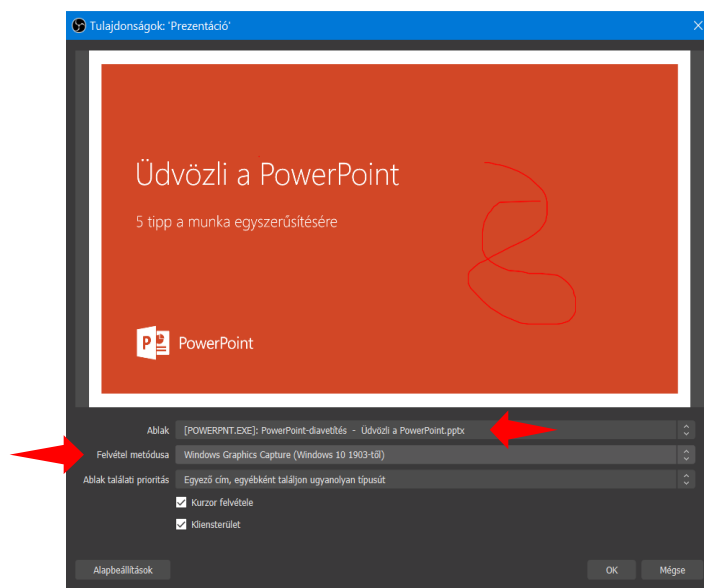 Tulajdonságok: 'Prezentáció'
Üdvözli a PowerPoint
5 tipp a munka egyszerűsítésére
P PowerPoint
Ablak [POWERPNT.EXE]: PowerPoint-diavetítés - Üdvözli a PowerPoint.pptx
Felvétel metódusa Windows Graphics Capture (Windows 10 1903-től)
Ablak találati prioritás Egyező cím, egyébként találjon ugyanolyan típusút
Kurzor felvétele
Kliensterület
Alapbeállítások OK Mégse